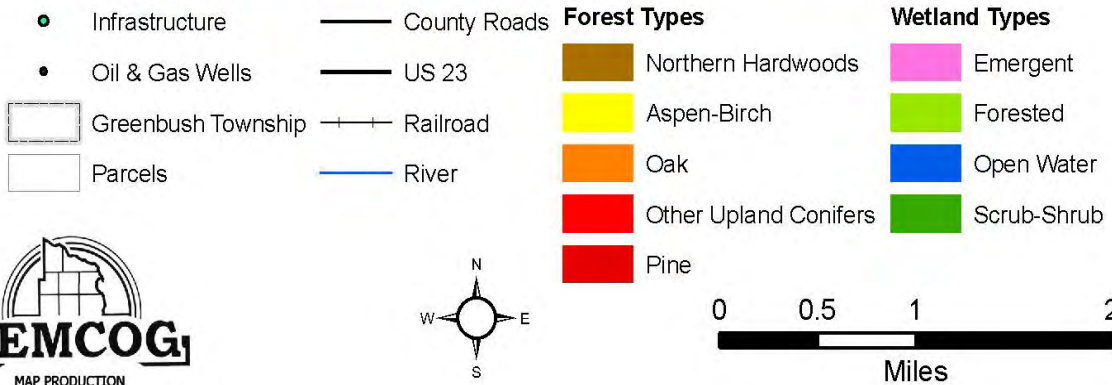 Infrastructure
Oil & Gas Wells
Greenbush Township
Parcels
County Roads
US 23
Railroad
River
Forest Types
Northern Hardwoods
Aspen-Birch
Oak
Other Upland Conifers
Pine
Wetland Types
Emergent
Forested
Open Water
Scrub-Shrub
EMCOG
MAP PRODUCTION
N
W E
S
0 0.5 1 2
Miles